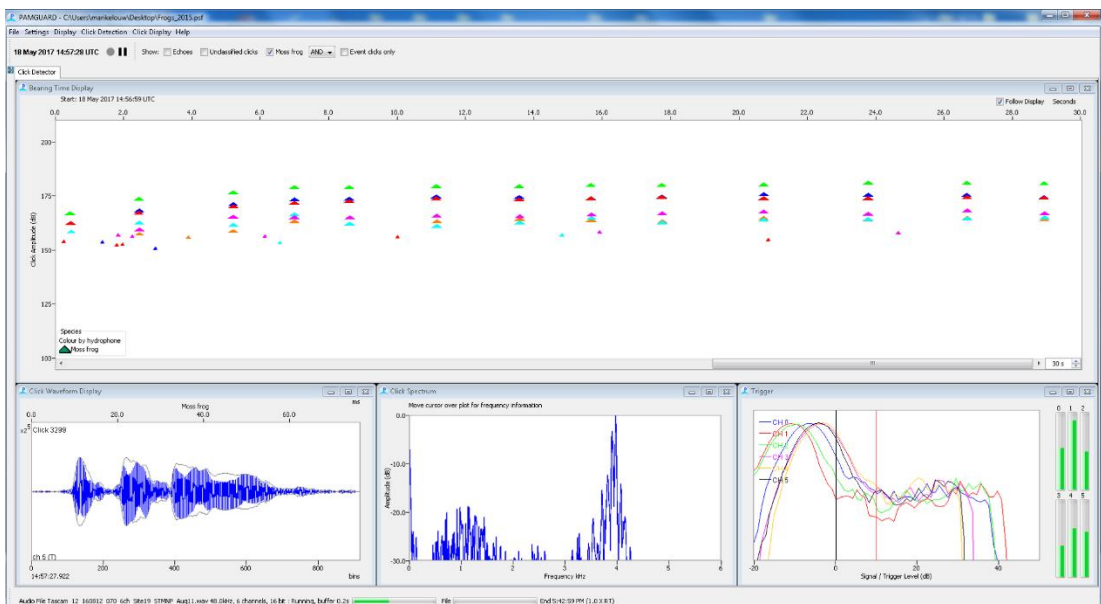 PAMGUARD - C:\Users\mankelouw\Desktop\Frogs_2015.psf
File Settings Display Click Detection Click Display Help
18 May 2017 14:57:28 UTC Show: Echoes Unclassified clicks Moss frog AND Event clicks only
Click Detector
Bearing Time Display
Start: 18 May 2017 14:56:59 UTC Follow Display Seconds
0.0 2.0 4.0 6.0 8.0 10.0 12.0 14.0 16.0 18.0 20.0 22.0 24.0 26.0 28.0 30.0
200-
175-
150-
125-
100-
Click Amplitude (dB)
Species
Colour by hydrophone
Moss frog
30 s
Click Waveform Display
Moss frog ms
0.0 20.0 40.0 60.0
Click 3299
ch 5 (T)
0 200 400 600 800
14:57:27.922 bins
Click Spectrum
Move cursor over plot for frequency information
0.0
-10.0
-20.0
-30.0
Amplitude (dB)
0 1 2 3 4 5 6
Frequency kHz
Trigger
CH 0
CH 1
CH 3
CH 5
-20 0 20 40
Signal / Trigger Level (dB)
0 1 2
3 4 5
Audio File Tascam_12_160812_070_6ch_Site19_STMNP_Aug11.wav 48.0kHz, 6 channels, 16 bit : Running, buffer 0.2s File End 5:42:59 PM (1.0 X RT)